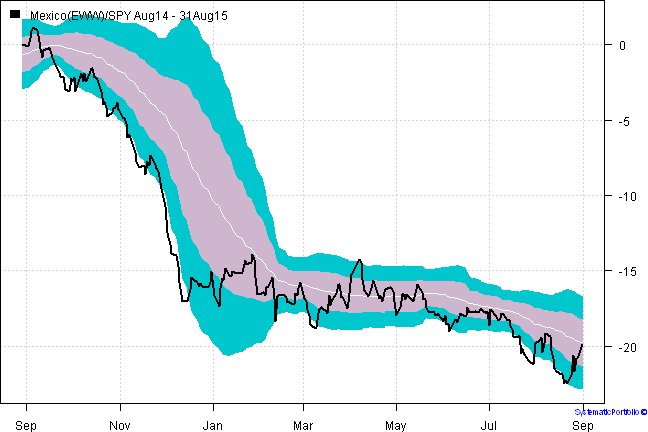 Mexico(EWW)/SPY Aug14 - 31Aug15
0
-5
-10
-15
-20
Sep Nov Jan Mar May Jul Sep
SystematicPortfolio ©